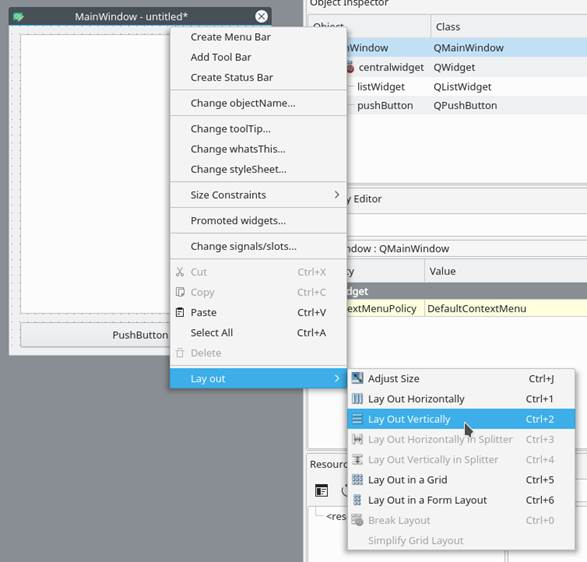 MainWindow - untitled*
Object Inspector
Object
Class
Window
QMainWindow
centralwidget
QWidget
listWidget
QListWidget
pushButton
QPushButton
Create Menu Bar
Add Tool Bar
Create Status Bar
Change objectName...
Change toolTip...
Change whatsThis...
Change styleSheet...
Size Constraints
Promoted widgets...
Change signals/slots...
Cut Ctrl+X
Copy Ctrl+C
Paste Ctrl+V
Select All Ctrl+A
Delete
Lay out
y Editor
ndow : QMainWindow
ty
Value
dget
extMenuPolicy
DefaultContextMenu
PushButton
Adjust Size Ctrl+J
Lay Out Horizontally Ctrl+1
Lay Out Vertically Ctrl+2
Lay Out Horizontally in Splitter Ctrl+3
Lay Out Vertically in Splitter Ctrl+4
Lay Out in a Grid Ctrl+5
Lay Out in a Form Layout Ctrl+6
Break Layout Ctrl+0
Simplify Grid Layout
Resourc
<res